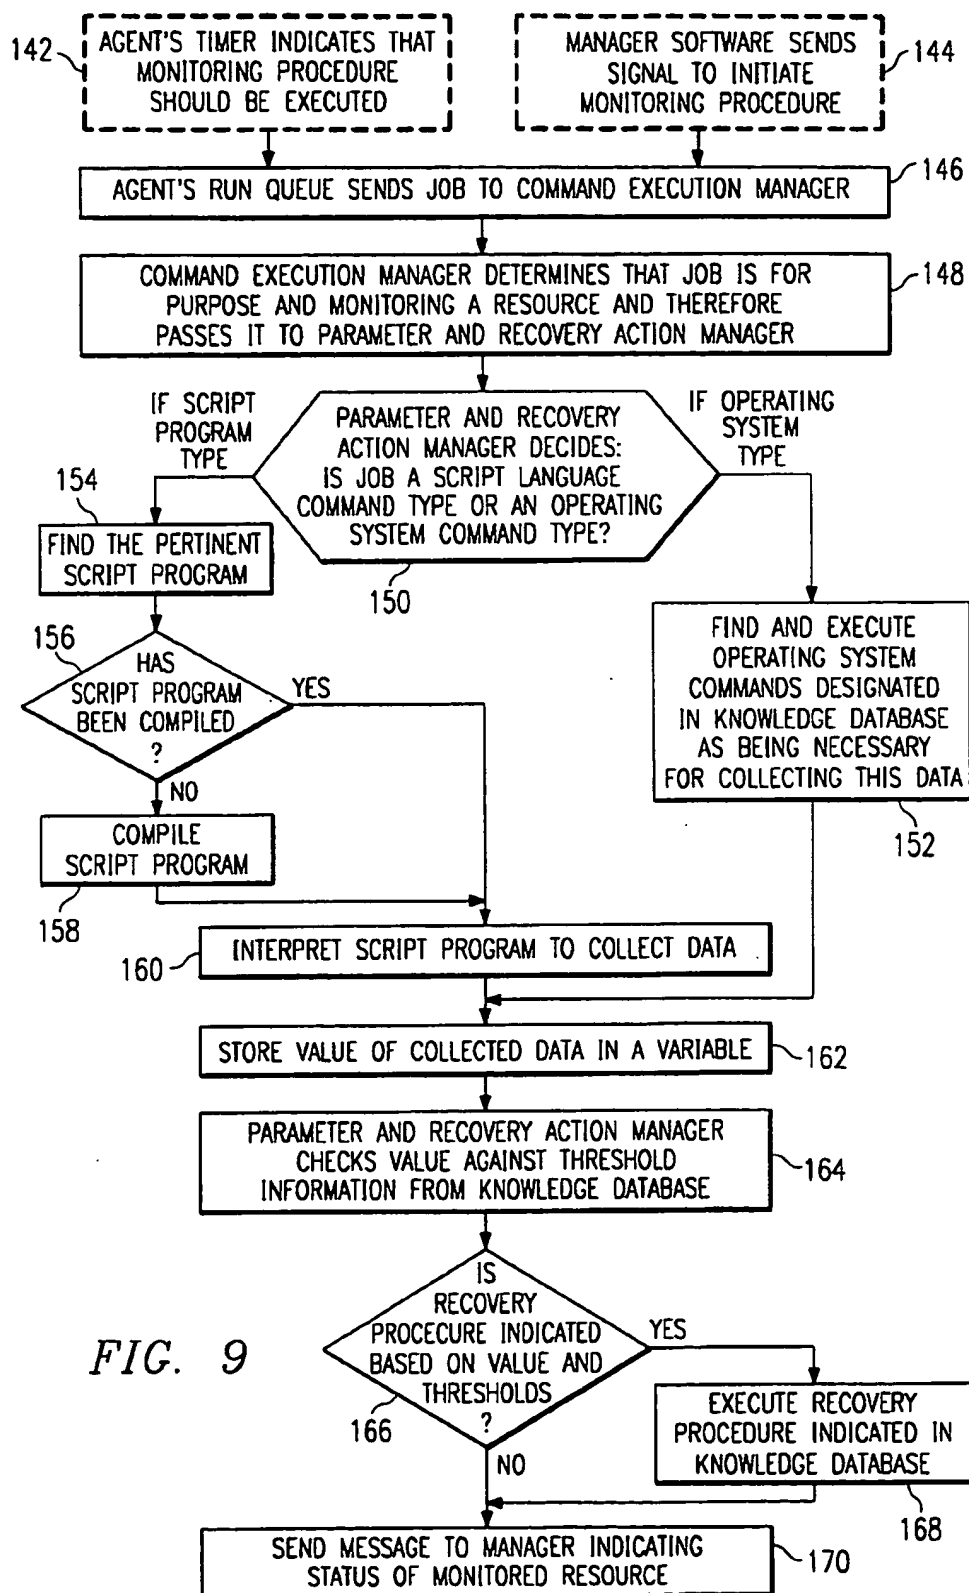 142
AGENT'S TIMER INDICATES THAT
MONITORING PROCEDURE
SHOULD BE EXECUTED
MANAGER SOFTWARE SENDS
SIGNAL TO INITIATE
MONITORING PROCEDURE
144
AGENT'S RUN QUEUE SENDS JOB TO COMMAND EXECUTION MANAGER
146
COMMAND EXECUTION MANAGER DETERMINES THAT JOB IS FOR
PURPOSE AND MONITORING A RESOURCE AND THEREFORE
PASSES IT TO PARAMETER AND RECOVERY ACTION MANAGER
148
IF SCRIPT
PROGRAM
TYPE
PARAMETER AND RECOVERY
ACTION MANAGER DECIDES:
IS JOB A SCRIPT LANGUAGE
COMMAND TYPE OR AN OPERATING
SYSTEM COMMAND TYPE?
150
IF OPERATING
SYSTEM
TYPE
154
FIND THE PERTINENT
SCRIPT PROGRAM
156
HAS
SCRIPT PROGRAM
BEEN COMPILED
?
YES
NO
FIND AND EXECUTE
OPERATING SYSTEM
COMMANDS DESIGNATED
IN KNOWLEDGE DATABASE
AS BEING NECESSARY
FOR COLLECTING THIS DATA
152
COMPILE
SCRIPT PROGRAM
158
160
INTERPRET SCRIPT PROGRAM TO COLLECT DATA
STORE VALUE OF COLLECTED DATA IN A VARIABLE
162
PARAMETER AND RECOVERY ACTION MANAGER
CHECKS VALUE AGAINST THRESHOLD
INFORMATION FROM KNOWLEDGE DATABASE
164
FIG. 9
IS
RECOVERY
PROCECURE INDICATED
BASED ON VALUE AND
THRESHOLDS
?
166
YES
NO
EXECUTE RECOVERY
PROCEDURE INDICATED IN
KNOWLEDGE DATABASE
168
SEND MESSAGE TO MANAGER INDICATING
STATUS OF MONITORED RESOURCE
170